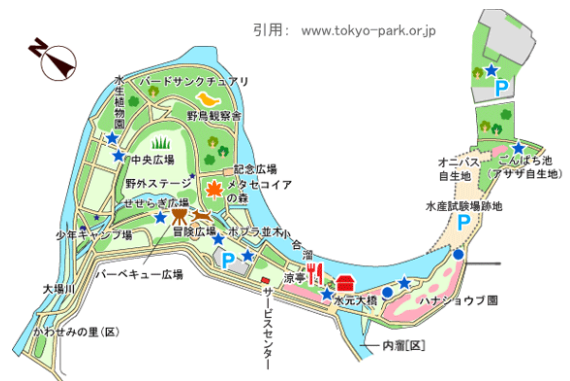 引用: www.tokyo-park.or.jp
N
水生植物園
バードサンクチュアリ
野鳥観察舎
中央広場
記念広場
野外ステージ
メタセコイア
の森
せせらぎ広場
少年キャンプ場
冒険広場
ポプラ並木
小合溜
バーベキュー広場
大場川
かわせみの里(区)
サービスセンター
涼亭
水元大橋
ハナショウブ園
内溜[区]
オニバス
自生地
ごんぱち池
(アサザ自生地)
水産試験場跡地
P
P
P